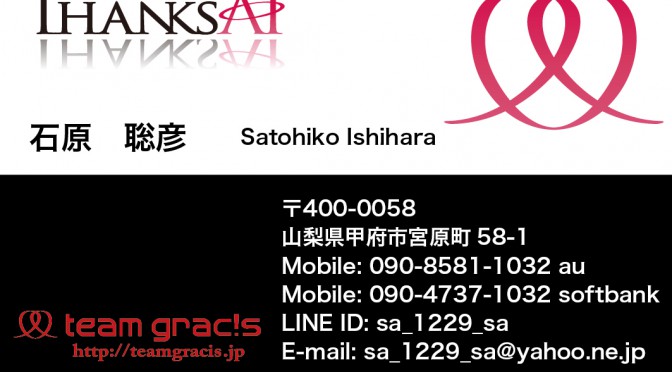 THANKSAI
石原　聡彦　Satohiko Ishihara
〒400-0058
山梨県甲府市宮原町58-1
Mobile: 090-8581-1032 au
Mobile: 090-4737-1032 softbank
LINE ID: sa_1229_sa
E-mail: sa_1229_sa@yahoo.ne.jp
team grac!s
http://teamgracis.jp